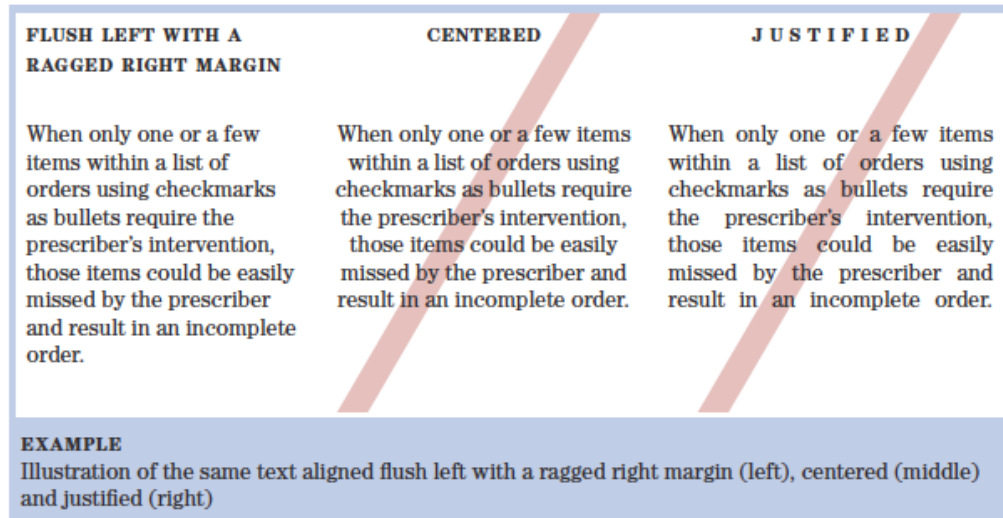 FLUSH LEFT WITH A
RAGGED RIGHT MARGIN
When only one or a few
items within a list of
orders using checkmarks
as bullets require the
prescriber's intervention,
those items could be easily
missed by the prescriber
and result in an incomplete
order.
CENTERED
When only one or a few items
within a list of orders using
checkmarks as bullets require
the prescriber's intervention,
those items could be easily
missed by the prescriber and
result in an incomplete order.
JUSTIFIED
When only one or a few items
within a list of orders using
checkmarks as bullets require
the prescriber's intervention,
those items could be easily
missed by the prescriber and
result in an incomplete order.
EXAMPLE
Illustration of the same text aligned flush left with a ragged right margin (left), centered (middle)
and justified (right)